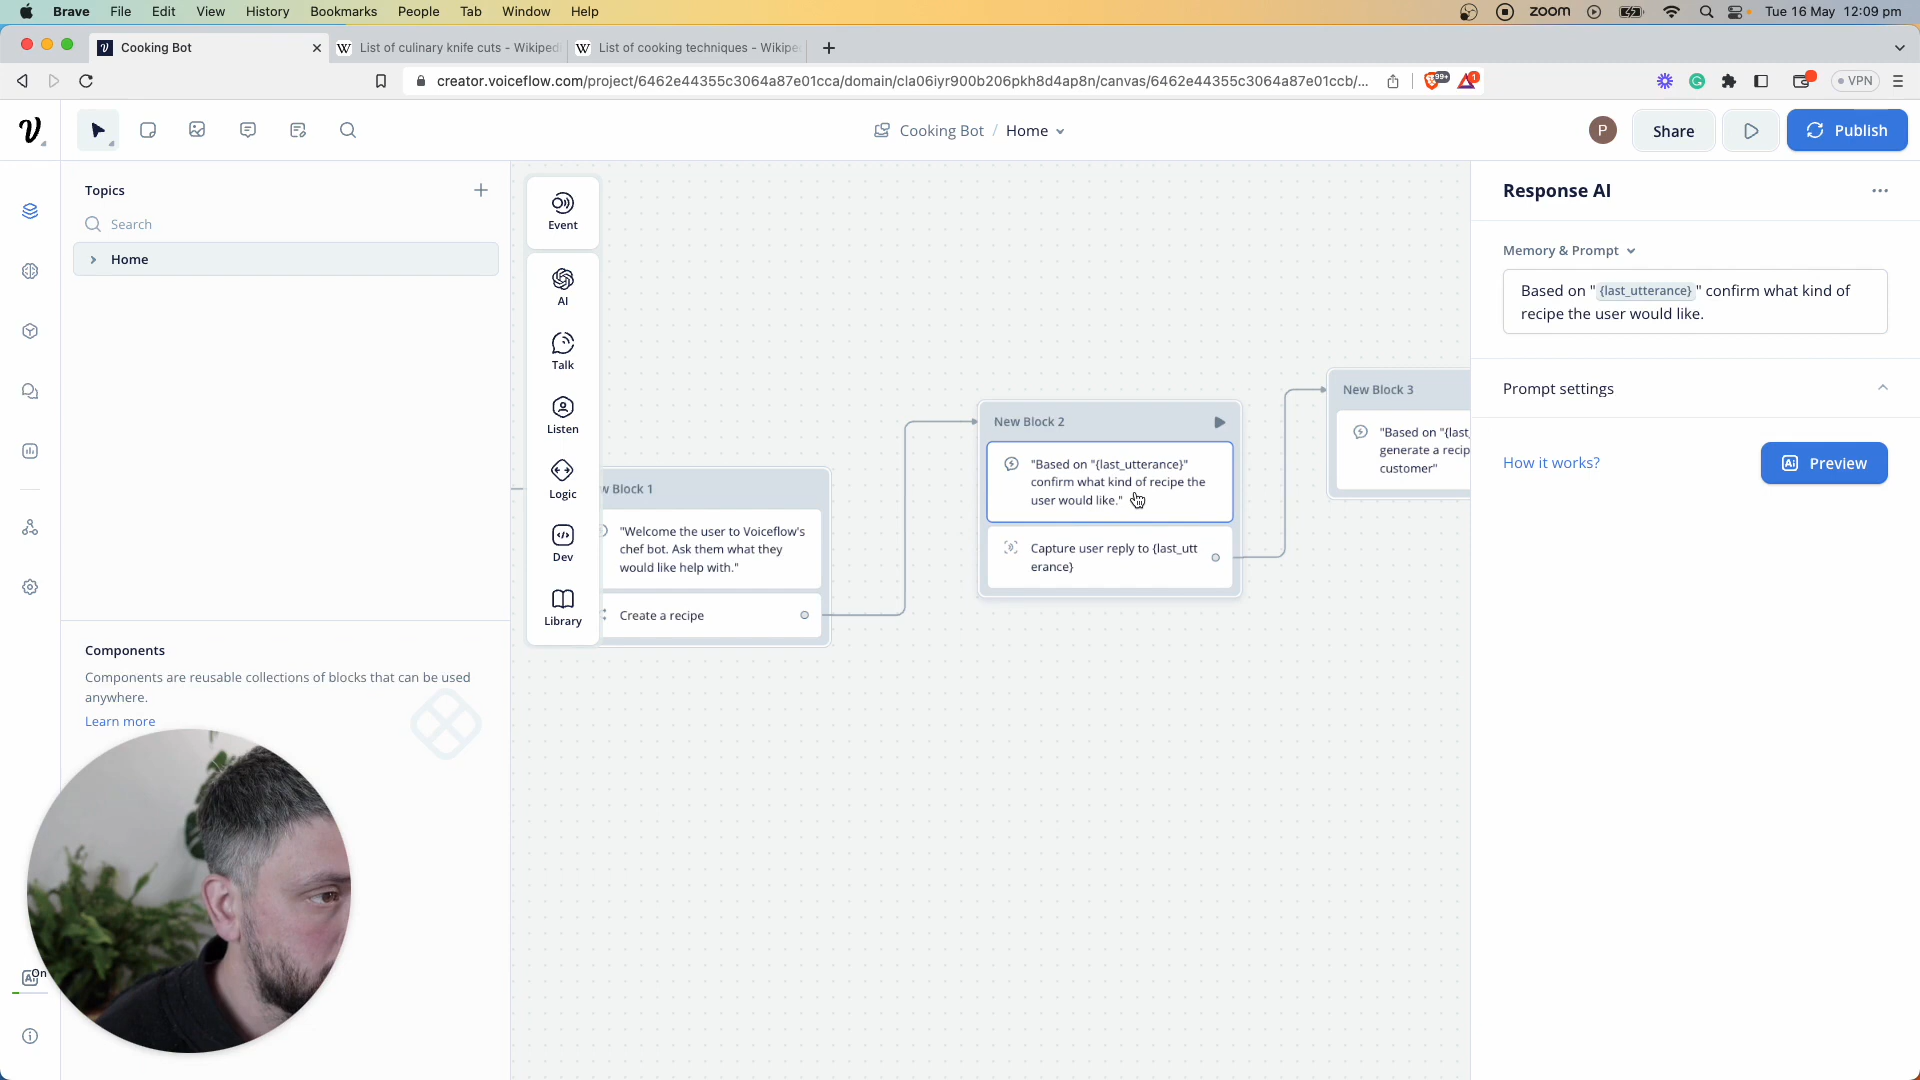 Brave File Edit View History Bookmarks People Tab Window Help
zoom
Tue 16 May 12:09 pm
Cooking Bot
List of culinary knife cuts - Wikiped
List of cooking techniques - Wikipe
creator.voiceflow.com/project/6462e44355c3064a87e01cca/domain/cla06iyr900b206pkh8d4ap8n/canvas/6462e44355c3064a87e01ccb/...
99+
1
VPN
Cooking Bot / Home
P
Share
Publish
Topics
Search
Home
Components
Components are reusable collections of blocks that can be used
anywhere.
Learn more
On
Event
AI
Talk
Listen
Logic
Dev
Library
w Block 1
"Welcome the user to Voiceflow's
chef bot. Ask them what they
would like help with."
Create a recipe
New Block 2
"Based on "{last_utterance}"
confirm what kind of recipe the
user would like."
Capture user reply to {last_utt
erance}
New Block 3
"Based on "{last_
generate a recip
customer"
Response AI
Memory & Prompt
Based on "{last_utterance}" confirm what kind of
recipe the user would like.
Prompt settings
How it works?
Ai Preview